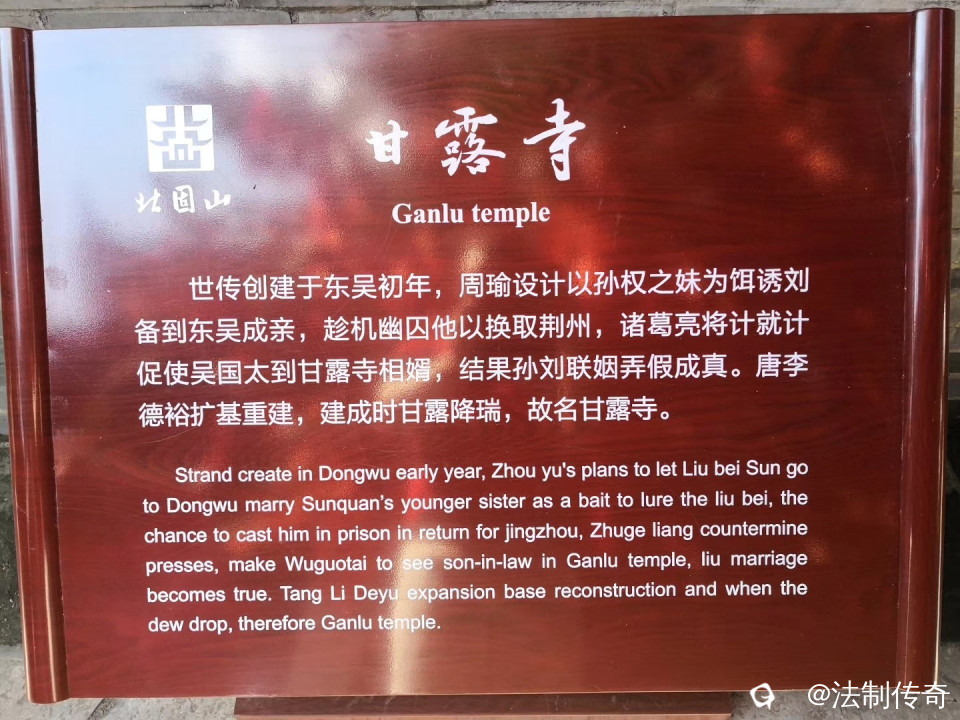 甘露寺
北固山
Ganlu temple
世传创建于东吴初年，周瑜设计以孙权之妹为饵诱刘
备到东吴成亲，趁机幽囚他以换取荆州，诸葛亮将计就计
促使吴国太到甘露寺相婿，结果孙刘联姻弄假成真。唐李
德裕扩基重建，建成时甘露降瑞，故名甘露寺。
Strand create in Dongwu early year, Zhou yu's plans to let Liu bei Sun go
to Dongwu marry Sunquan’s younger sister as a bait to lure the liu bei, the
chance to cast him in prison in return for jingzhou, Zhuge liang countermine
presses, make Wuguotai to see son-in-law in Ganlu temple, liu marriage
becomes true. Tang Li Deyu expansion base reconstruction and when the
dew drop, therefore Ganlu temple.
@法制传奇